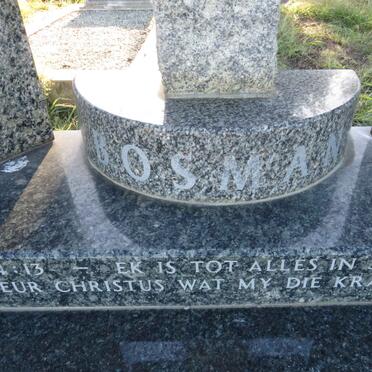 BOSMAN
4:13 — EK IS TOT ALLES IN
EUR CHRISTUS WAT MY DIE KRA